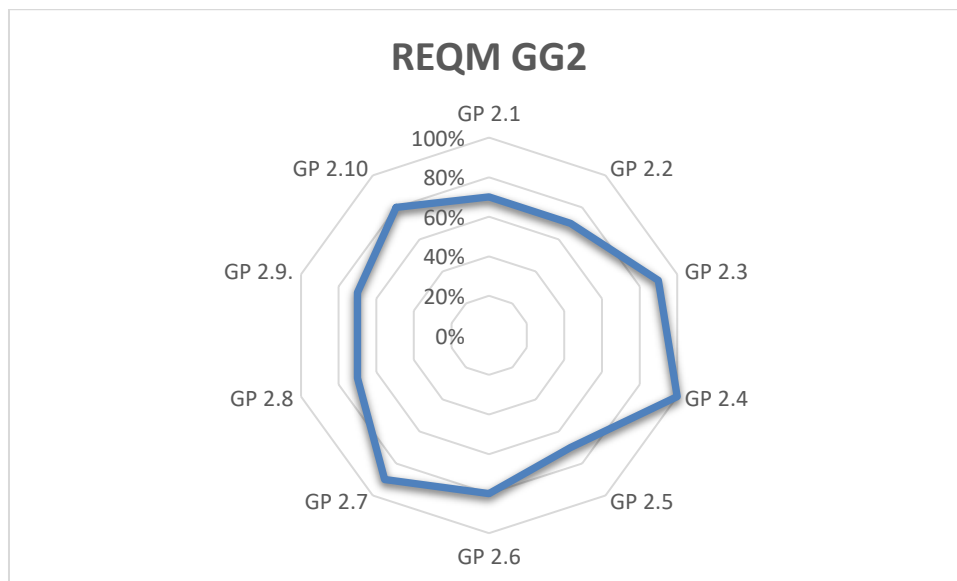 REQM GG2
GP 2.1
100%
GP 2.10
GP 2.2
80%
60%
GP 2.9.
GP 2.3
40%
20%
0%
GP 2.8
GP 2.4
GP 2.7
GP 2.5
GP 2.6